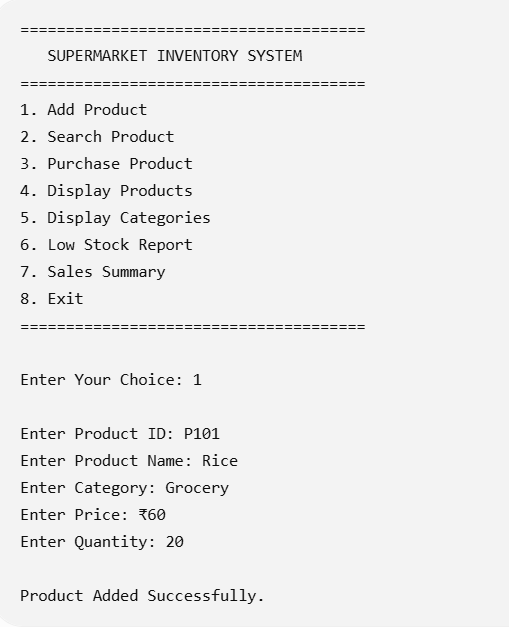 ======================================
SUPERMARKET INVENTORY SYSTEM
======================================
1. Add Product
2. Search Product
3. Purchase Product
4. Display Products
5. Display Categories
6. Low Stock Report
7. Sales Summary
8. Exit
======================================
Enter Your Choice: 1
Enter Product ID: P101
Enter Product Name: Rice
Enter Category: Grocery
Enter Price: ₹60
Enter Quantity: 20
Product Added Successfully.